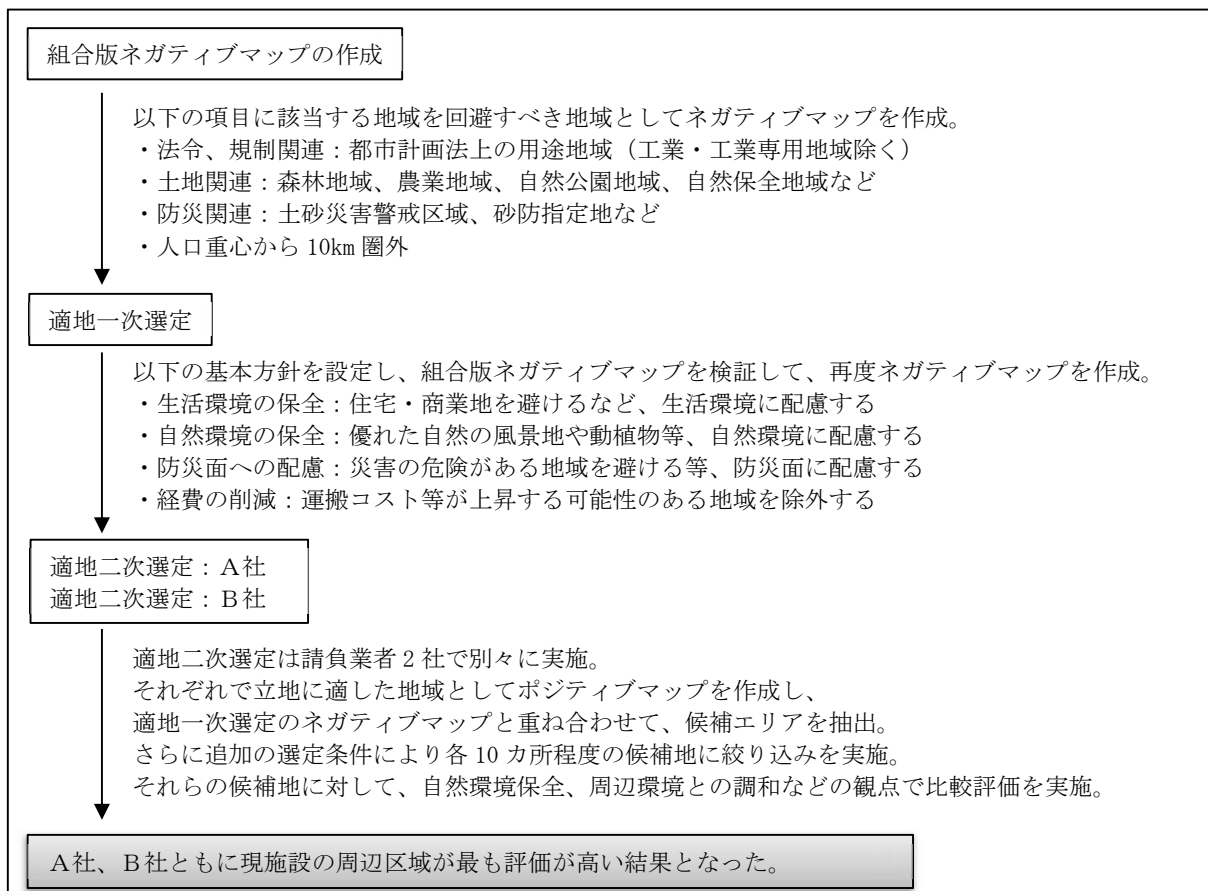 組合版ネガティブマップの作成
以下の項目に該当する地域を回避すべき地域としてネガティブマップを作成。
・法令、規制関連：都市計画法上の用途地域（工業・工業専用地域除く）
・土地関連：森林地域、農業地域、自然公園地域、自然保全地域など
・防災関連：土砂災害警戒区域、砂防指定地など
・人口重心から 10km 圏外
適地一次選定
以下の基本方針を設定し、組合版ネガティブマップを検証して、再度ネガティブマップを作成。
・生活環境の保全：住宅・商業地を避けるなど、生活環境に配慮する
・自然環境の保全：優れた自然の風景地や動植物等、自然環境に配慮する
・防災面への配慮：災害の危険がある地域を避ける等、防災面に配慮する
・経費の削減：運搬コスト等が上昇する可能性のある地域を除外する
適地二次選定：Ａ社
適地二次選定：Ｂ社
適地二次選定は請負業者 2 社で別々に実施。
それぞれで立地に適した地域としてポジティブマップを作成し、
適地一次選定のネガティブマップと重ね合わせて、候補エリアを抽出。
さらに追加の選定条件により各 10 カ所程度の候補地に絞り込みを実施。
それらの候補地に対して、自然環境保全、周辺環境との調和などの観点で比較評価を実施。
Ａ社、Ｂ社ともに現施設の周辺区域が最も評価が高い結果となった。